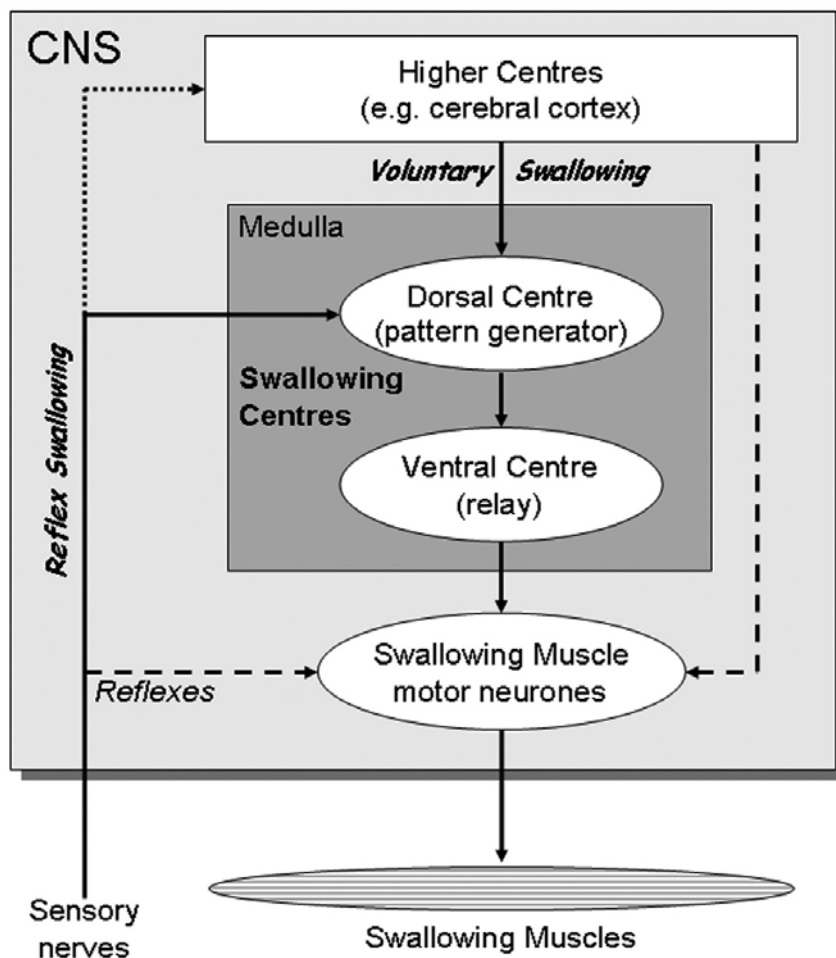 CNS
Higher Centres
(e.g. cerebral cortex)
Voluntary Swallowing
Medulla
Dorsal Centre
(pattern generator)
Swallowing
Centres
Ventral Centre
(relay)
Reflex Swallowing
Swallowing Muscle
motor neurones
Reflexes
Sensory
nerves
Swallowing Muscles